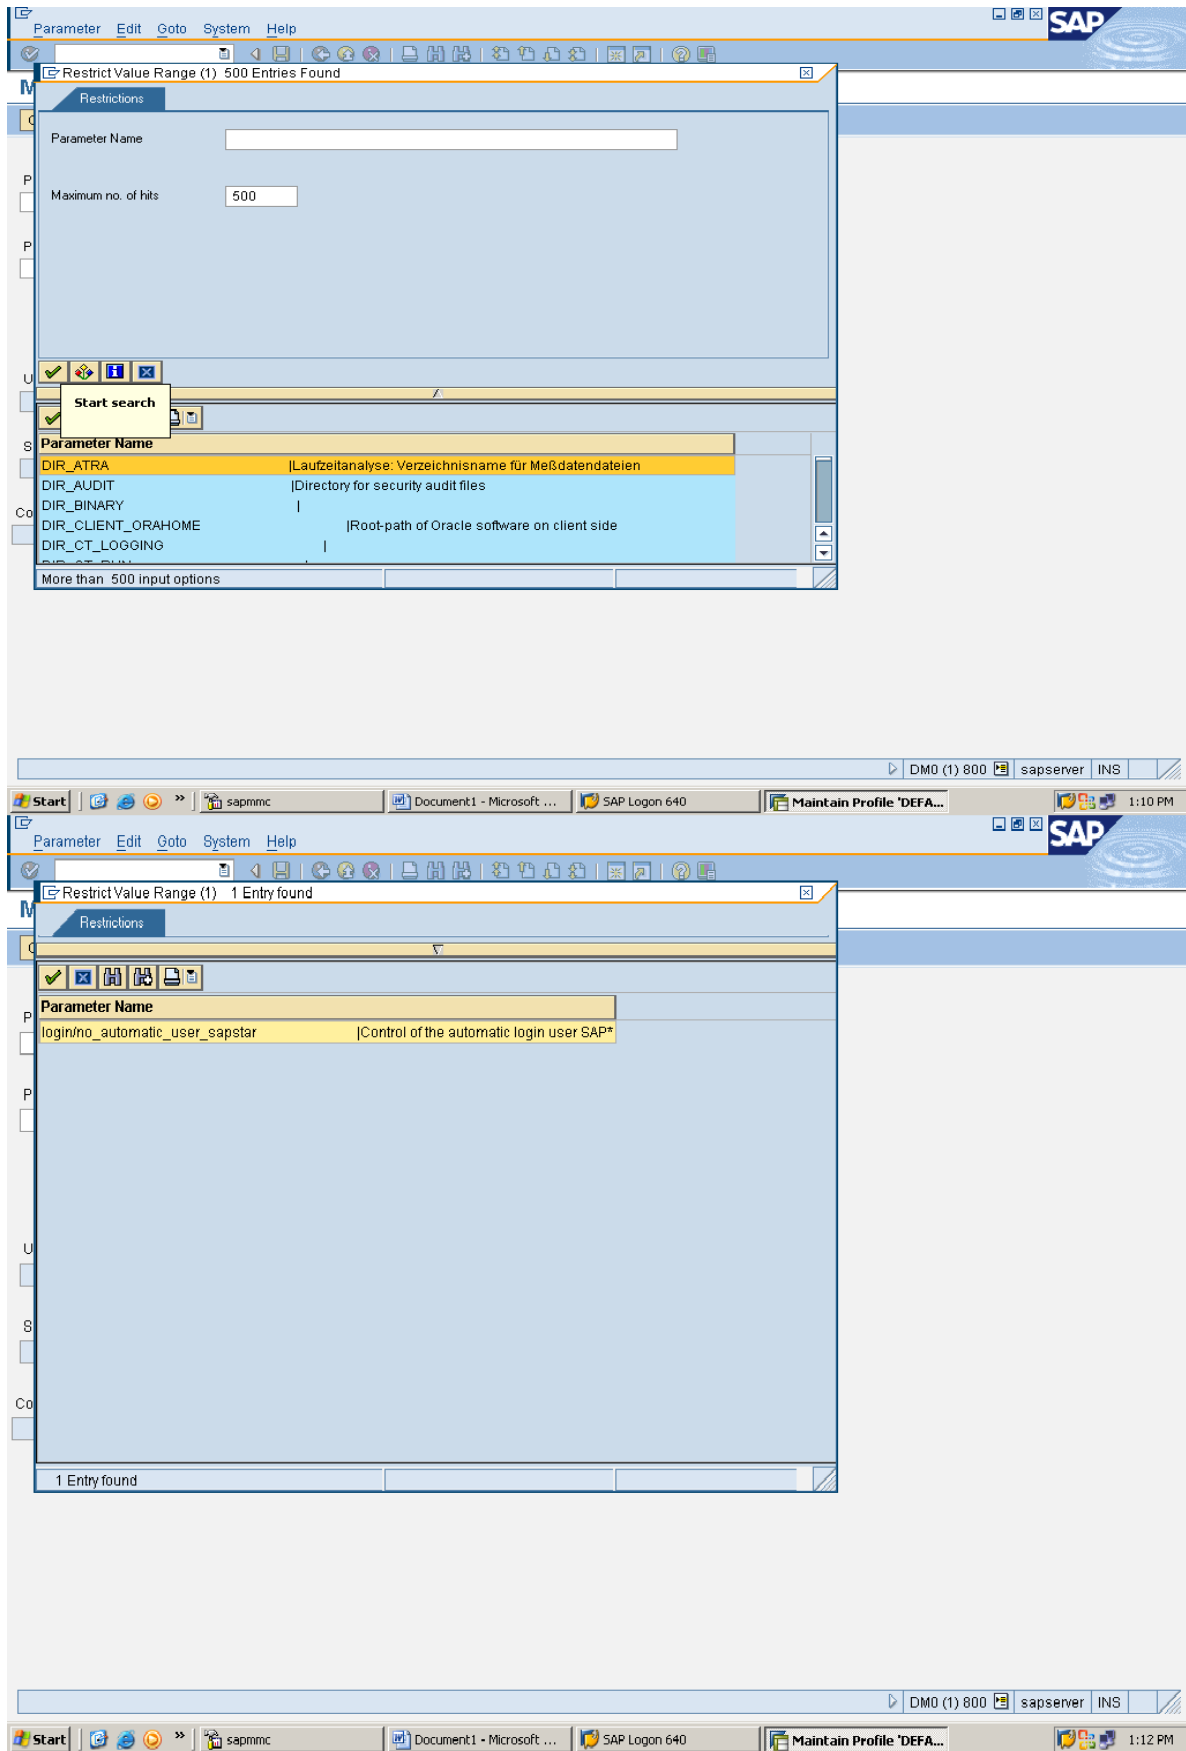 Parameter Edit Goto System Help
SAP
Restrict Value Range (1) 500 Entries Found
Restrictions
Parameter Name
Maximum no. of hits 500
Start search
Parameter Name
DIR_ATRA |Laufzeitanalyse: Verzeichnisname für Meßdatendateien
DIR_AUDIT |Directory for security audit files
DIR_BINARY |
DIR_CLIENT_ORAHOME |Root-path of Oracle software on client side
DIR_CT_LOGGING |
More than 500 input options
DM0 (1) 800 sapserver INS
Start sapmmc Document1 - Microsoft ... SAP Logon 640 Maintain Profile 'DEFA... 1:10 PM
Parameter Edit Goto System Help
SAP
Restrict Value Range (1) 1 Entry found
Restrictions
Parameter Name
login/no_automatic_user_sapstar |Control of the automatic login user SAP*
1 Entry found
DM0 (1) 800 sapserver INS
Start sapmmc Document1 - Microsoft ... SAP Logon 640 Maintain Profile 'DEFA... 1:12 PM